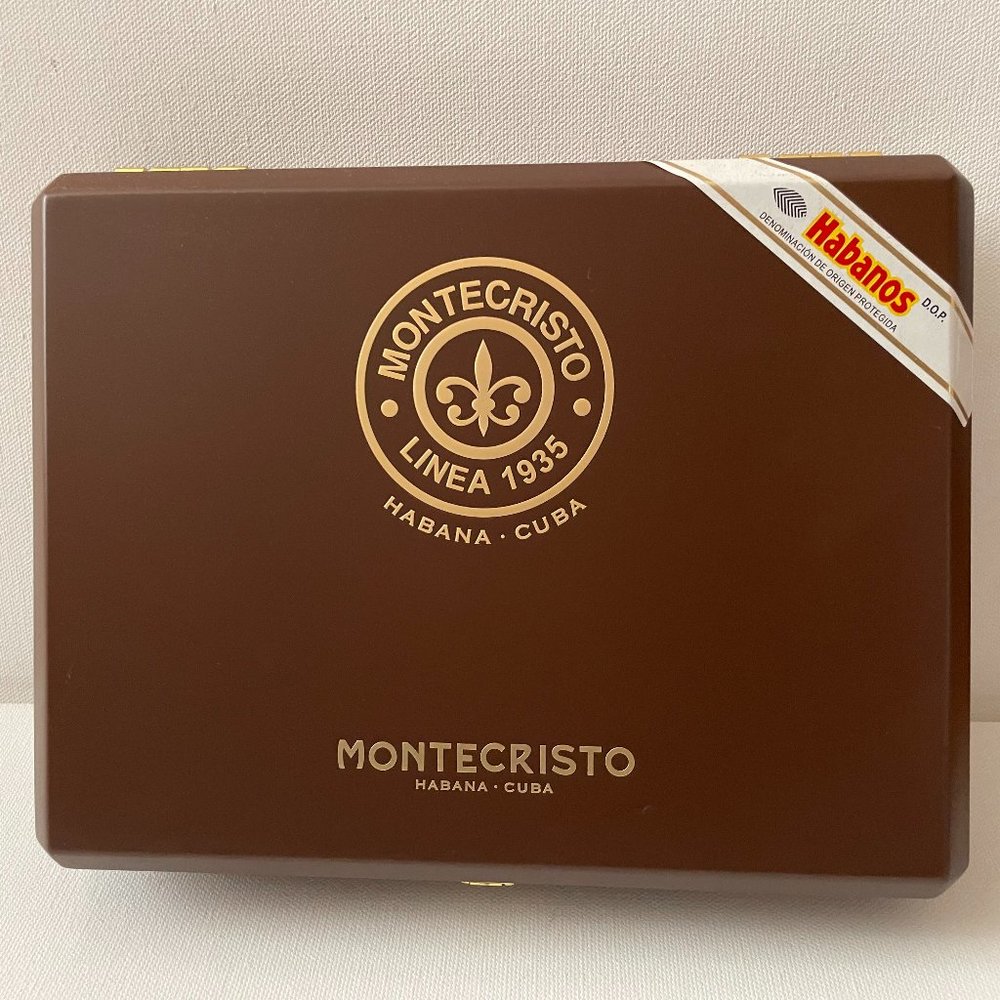 Habanos
D.O.P.
DENOMINACIÓN DE ORIGEN PROTEGIDA
MONTECRISTO
LINEA 1935
HABANA · CUBA
MONTECRISTO
HABANA · CUBA